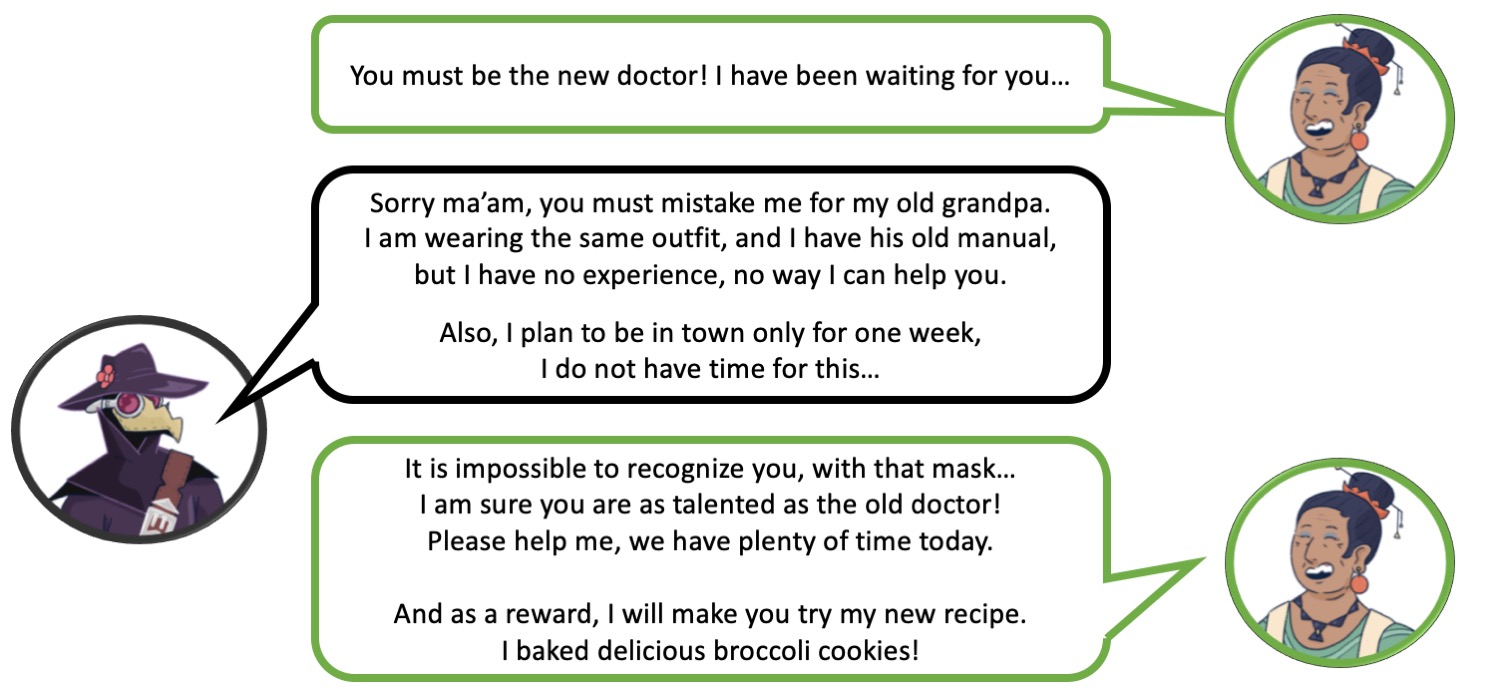 You must be the new doctor! I have been waiting for you…
Sorry ma’am, you must mistake me for my old grandpa.
I am wearing the same outfit, and I have his old manual,
but I have no experience, no way I can help you.
Also, I plan to be in town only for one week,
I do not have time for this…
It is impossible to recognize you, with that mask…
I am sure you are as talented as the old doctor!
Please help me, we have plenty of time today.
And as a reward, I will make you try my new recipe.
I baked delicious broccoli cookies!